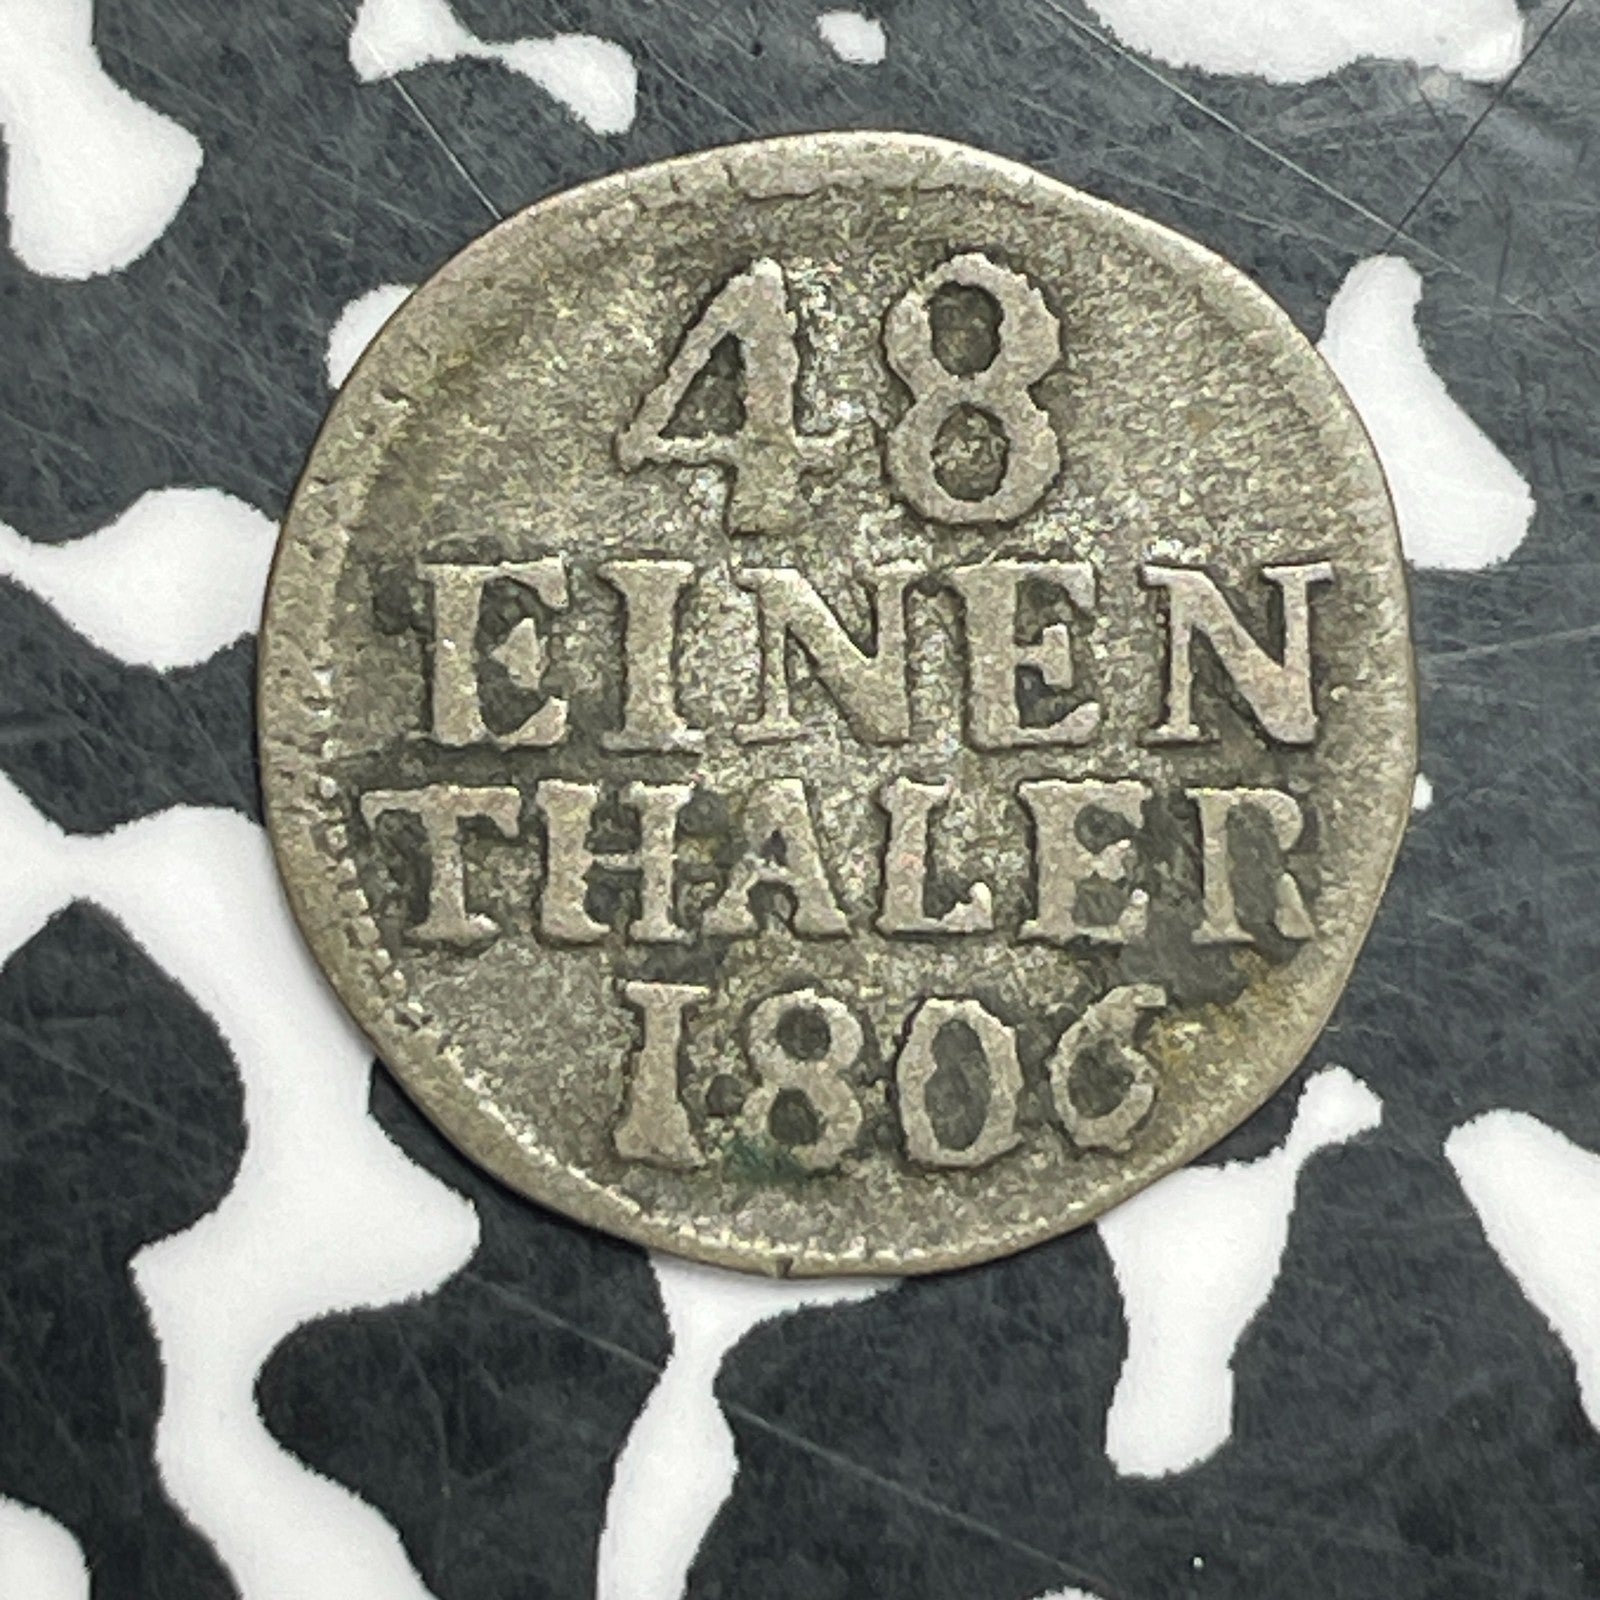 48
EINEN
THALER
1806